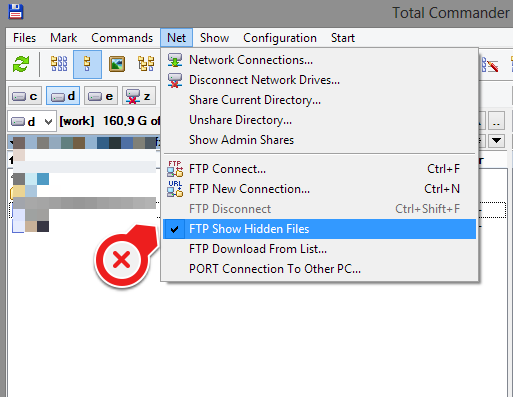 Total Commander
Files Mark Commands Net Show Configuration Start
Network Connections...
Disconnect Network Drives...
Share Current Directory...
Unshare Directory...
Show Admin Shares
FTP FTP Connect... Ctrl+F
URL FTP New Connection... Ctrl+N
FTP Disconnect Ctrl+Shift+F
FTP Show Hidden Files
FTP Download From List...
PORT Connection To Other PC...
c d e z
d [work] 160,9 G of
..